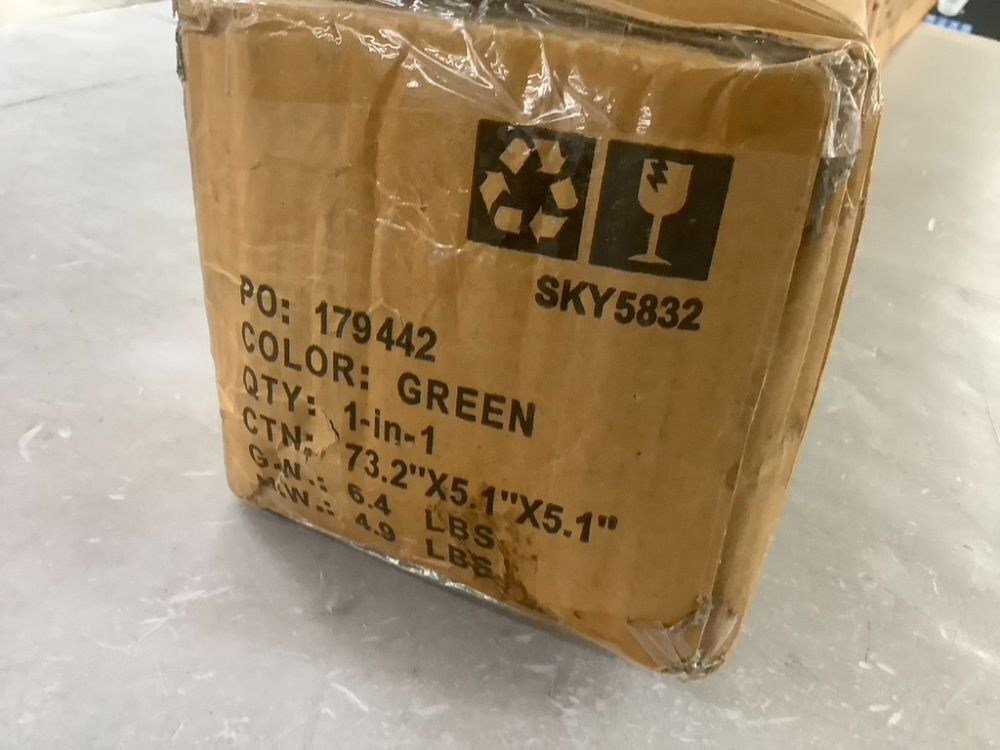 SKY5832
PO: 179442
COLOR: GREEN
QTY: 1-in-1
CTN: 73.2"X5.1"X5.1"
G.N.: 6.4 LBS
N.W.: 4.9 LBS